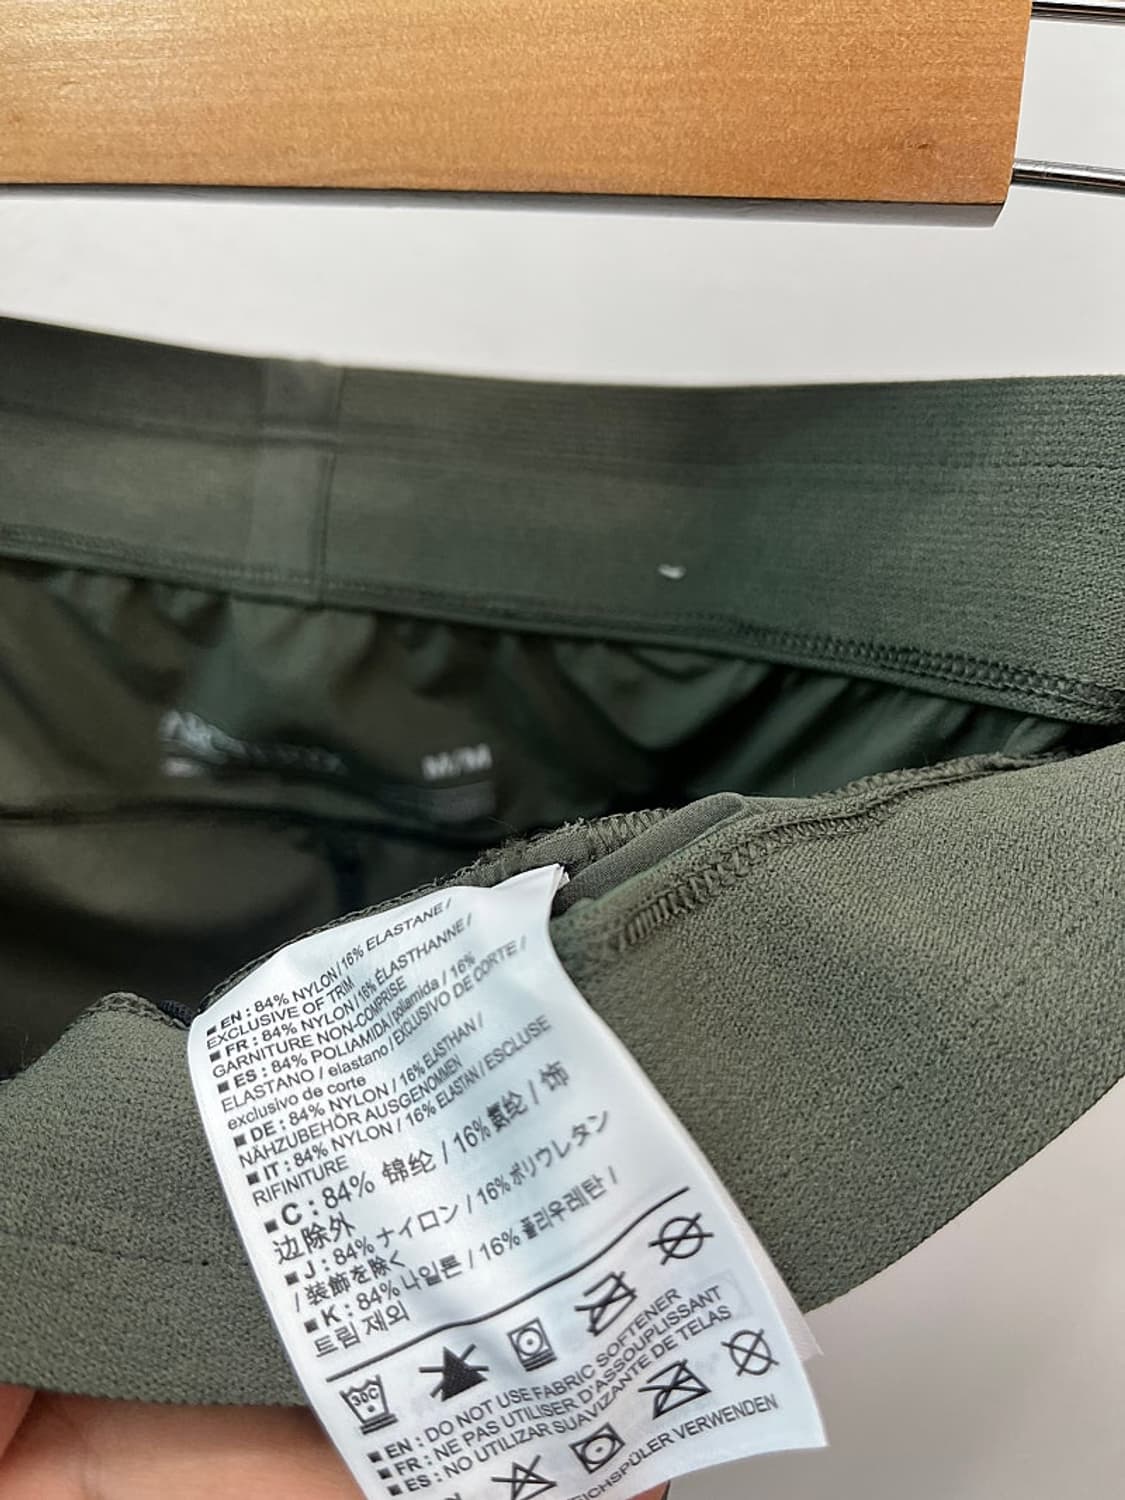 M/M
■ EN : 84% NYLON / 16% ELASTANE /
EXCLUSIVE OF TRIM
■ FR : 84% NYLON / 16% ÉLASTHANNE /
GARNITURE NON-COMPRISE
■ ES : 84% POLIAMIDA / poliamida / 16%
ELASTANO / elastano / EXCLUSIVO DE CORTE /
exclusivo de corte
■ DE : 84% NYLON / 16% ELASTHAN /
NÄHZUBEHÖR AUSGENOMMEN
■ IT : 84% NYLON / 16% ELASTAN / ESCLUSE
RIFINITURE
■ C : 84% 锦纶 / 16% 氨纶 / 饰
边除外
■ J : 84% ナイロン / 16% ポリウレタン
/ 装飾を除く
■ K : 84% 나일론 / 16% 폴리우레탄 /
트림 제외
30C
■ EN : DO NOT USE FABRIC SOFTENER
■ FR : NE PAS UTILISER D'ASSOUPLISSANT
■ ES : NO UTILIZAR SUAVIZANTE DE TELAS
EICHSPÜLER VERWENDEN